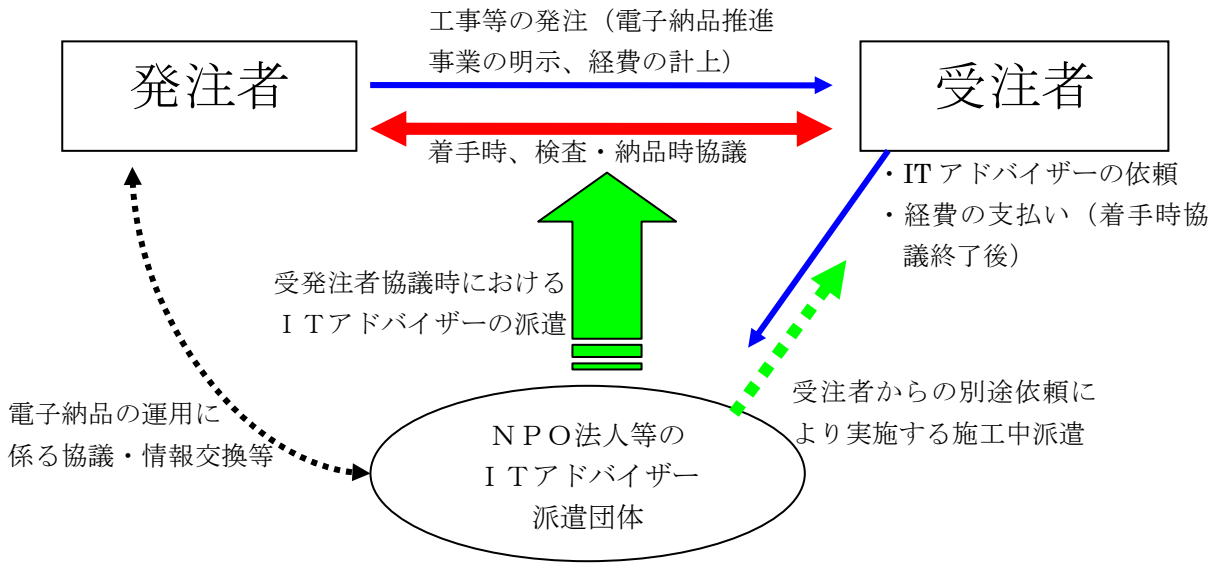 工事等の発注（電子納品推進
事業の明示、経費の計上）
発注者
受注者
着手時、検査・納品時協議
・IT アドバイザーの依頼
・経費の支払い（着手時協
議終了後）
受発注者協議時における
ＩＴアドバイザーの派遣
電子納品の運用に
係る協議・情報交換等
受注者からの別途依頼に
より実施する施工中派遣
ＮＰＯ法人等の
ＩＴアドバイザー
派遣団体